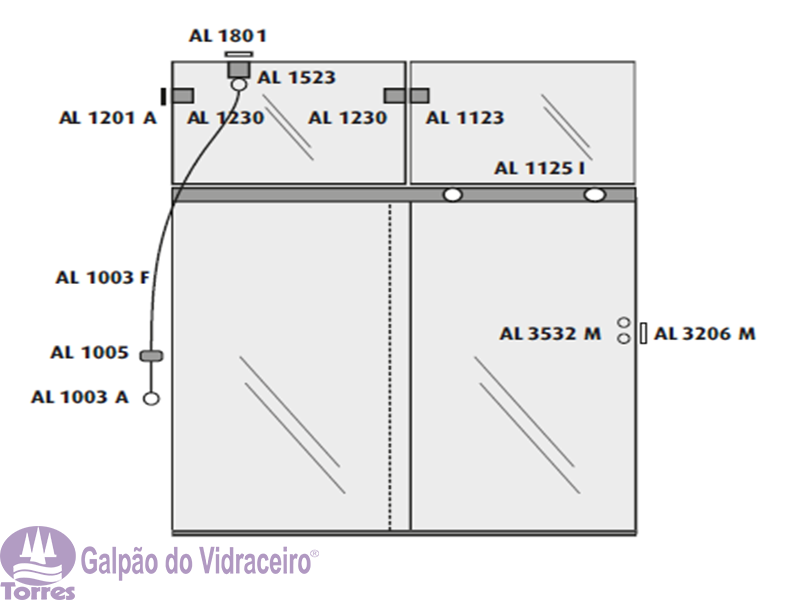 AL 1801
AL 1523
AL 1201 A
AL 1230
AL 1230
AL 1123
AL 1125 I
AL 1003 F
AL 3532 M
AL 3206 M
AL 1005
AL 1003 A
Galpão do Vidraceiro®
Torres